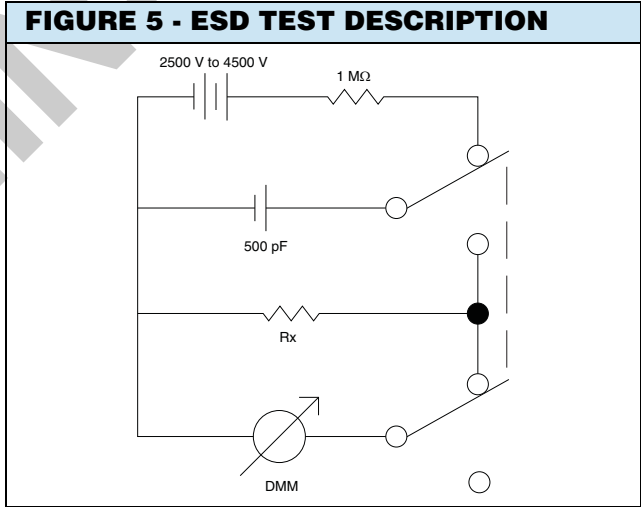 FIGURE 5 - ESD TEST DESCRIPTION
2500 V to 4500 V
1 MΩ
500 pF
Rx
DMM